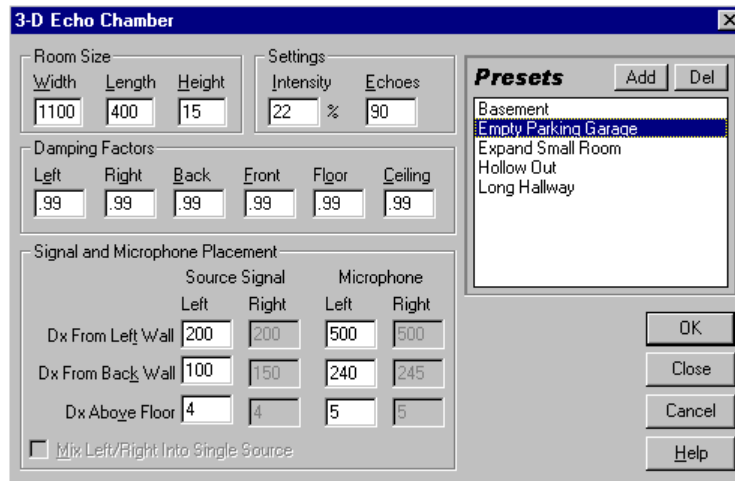 3-D Echo Chamber
Room Size
Width Length Height
1100 400 15
Settings
Intensity Echoes
22 % 90
Damping Factors
Left Right Back Front Floor Ceiling
.99 .99 .99 .99 .99 .99
Signal and Microphone Placement
Source Signal Microphone
Left Right Left Right
Dx From Left Wall 200 200 500 500
Dx From Back Wall 100 150 240 245
Dx Above Floor 4 4 5 5
Mix Left/Right Into Single Source
Presets Add Del
Basement
Empty Parking Garage
Expand Small Room
Hollow Out
Long Hallway
OK
Close
Cancel
Help